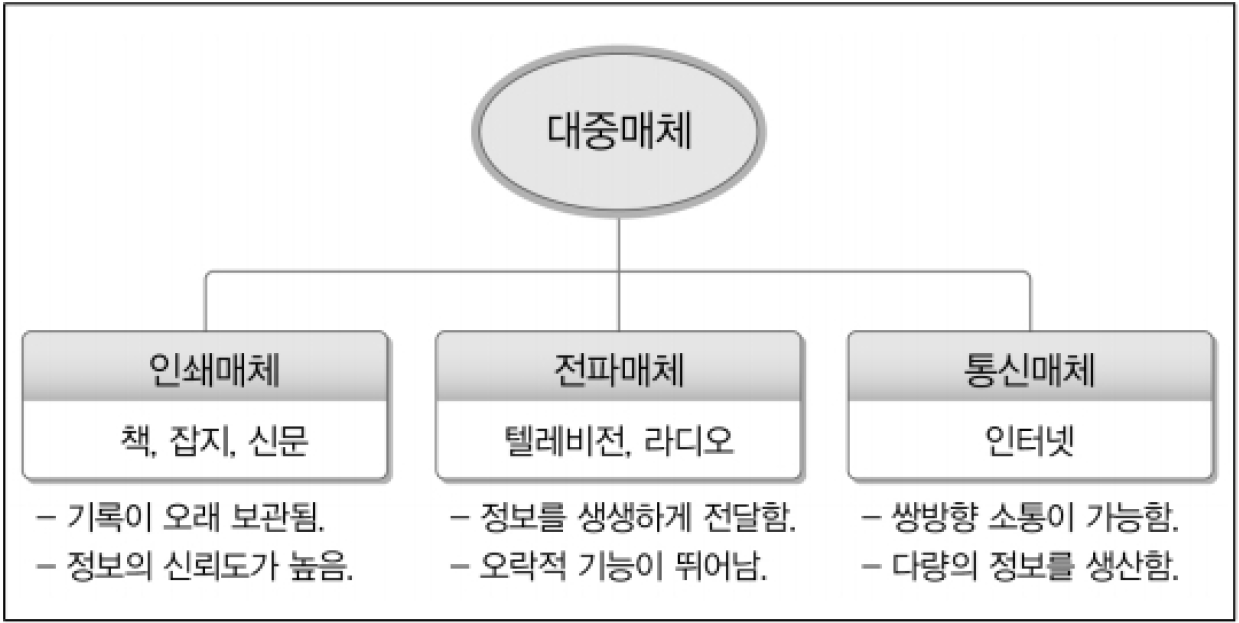 대중매체
인쇄매체
책, 잡지, 신문
– 기록이 오래 보관됨.
– 정보의 신뢰도가 높음.
전파매체
텔레비전, 라디오
– 정보를 생생하게 전달함.
– 오락적 기능이 뛰어남.
통신매체
인터넷
– 쌍방향 소통이 가능함.
– 다량의 정보를 생산함.